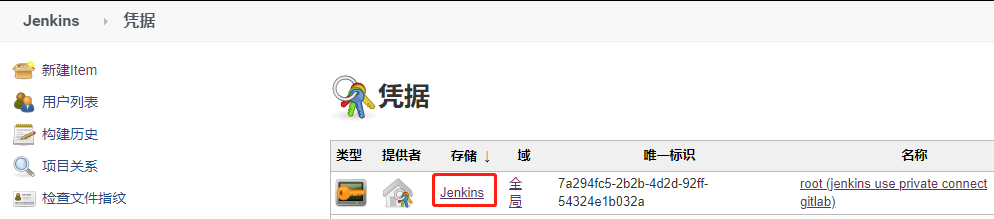 Jenkins › 凭据
新建Item
用户列表
构建历史
项目关系
检查文件指纹
凭据
类型 提供者 存储 ↓ 域 唯一标识 名称
Jenkins 全局 7a294fc5-2b2b-4d2d-92ff-
54324e1b032a root (jenkins use private connect
gitlab)